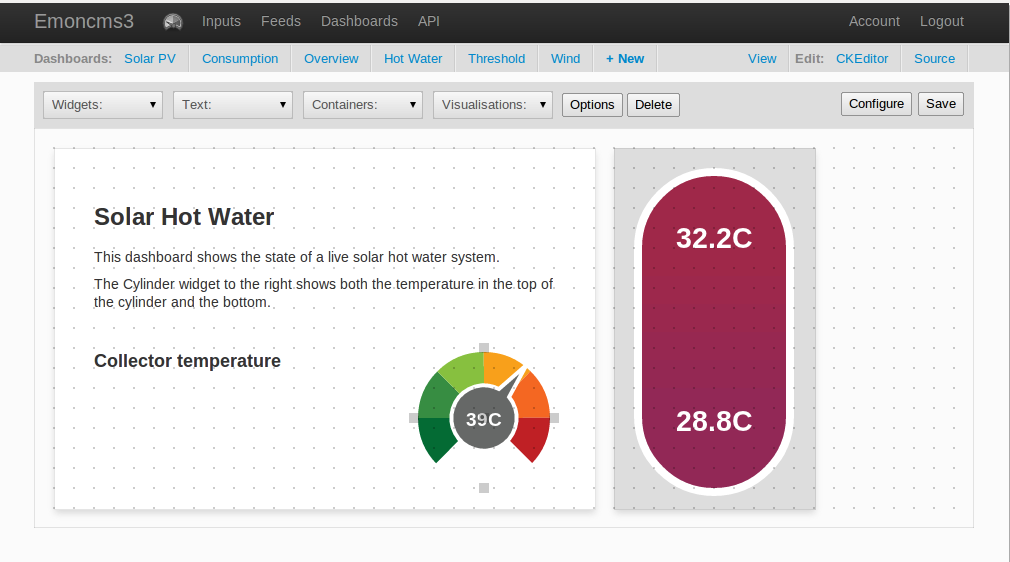 Emoncms3 Inputs Feeds Dashboards API Account Logout
Dashboards: Solar PV Consumption Overview Hot Water Threshold Wind + New View Edit: CKEditor Source
Widgets: Text: Containers: Visualisations: Options Delete Configure Save
Solar Hot Water
This dashboard shows the state of a live solar hot water system.
The Cylinder widget to the right shows both the temperature in the top of
the cylinder and the bottom.
Collector temperature
39C
32.2C
28.8C